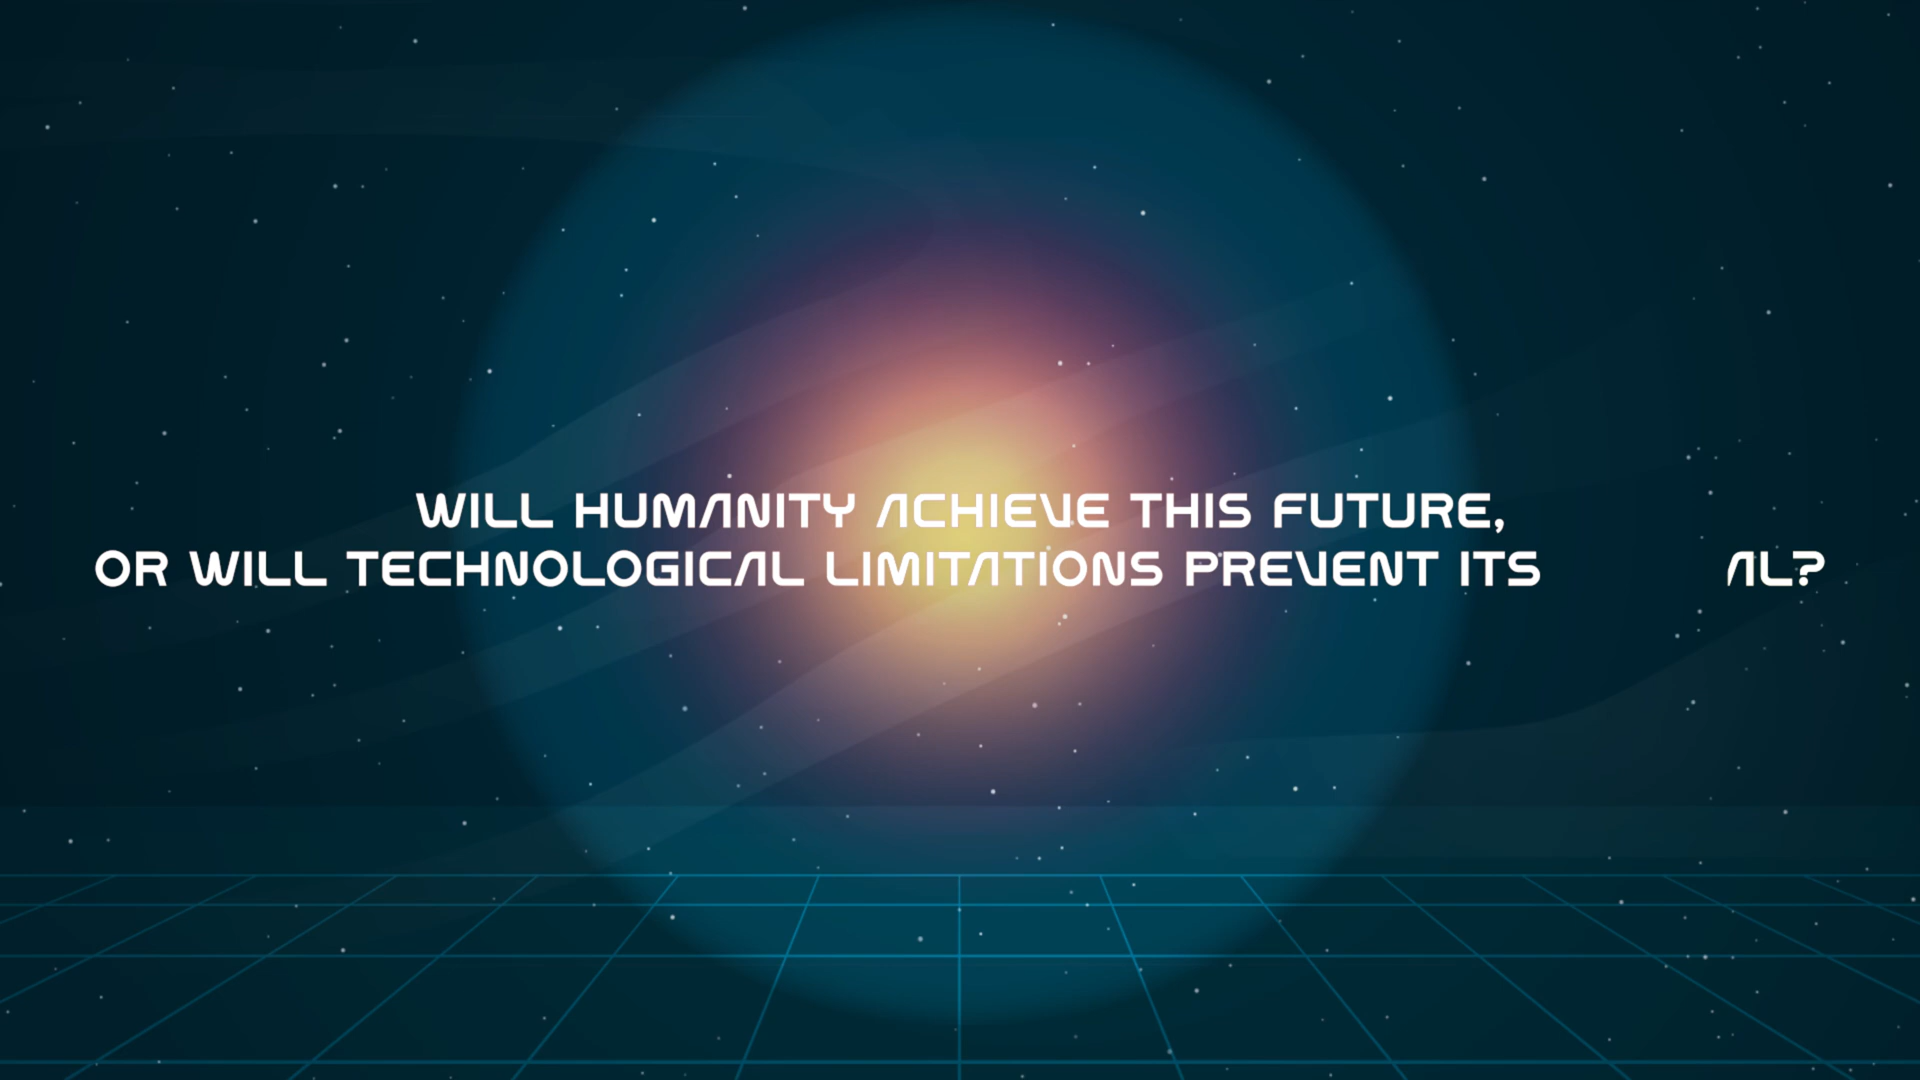 WILL HUMANITY ACHIEVE THIS FUTURE,
OR WILL TECHNOLOGICAL LIMITATIONS PREVENT ITS AL?